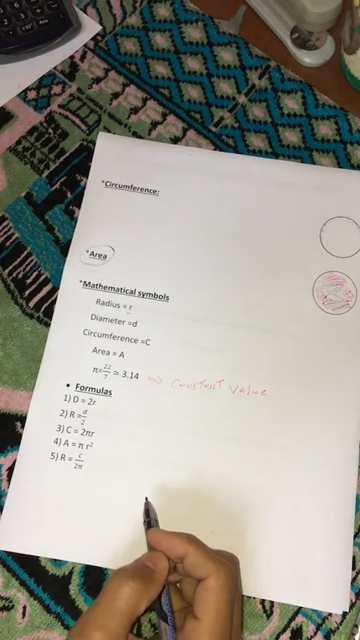 *Circumference:
*Area
*Mathematical symbols
Radius = r
Diameter =d
Circumference =C
Area = A
π=22/7 ≃ 3.14 ⇒ CONSTANT VALUE
• Formulas
1) D = 2r
2) R =d/2
3) C = 2πr
4) A = π r²
5) R = c/2π